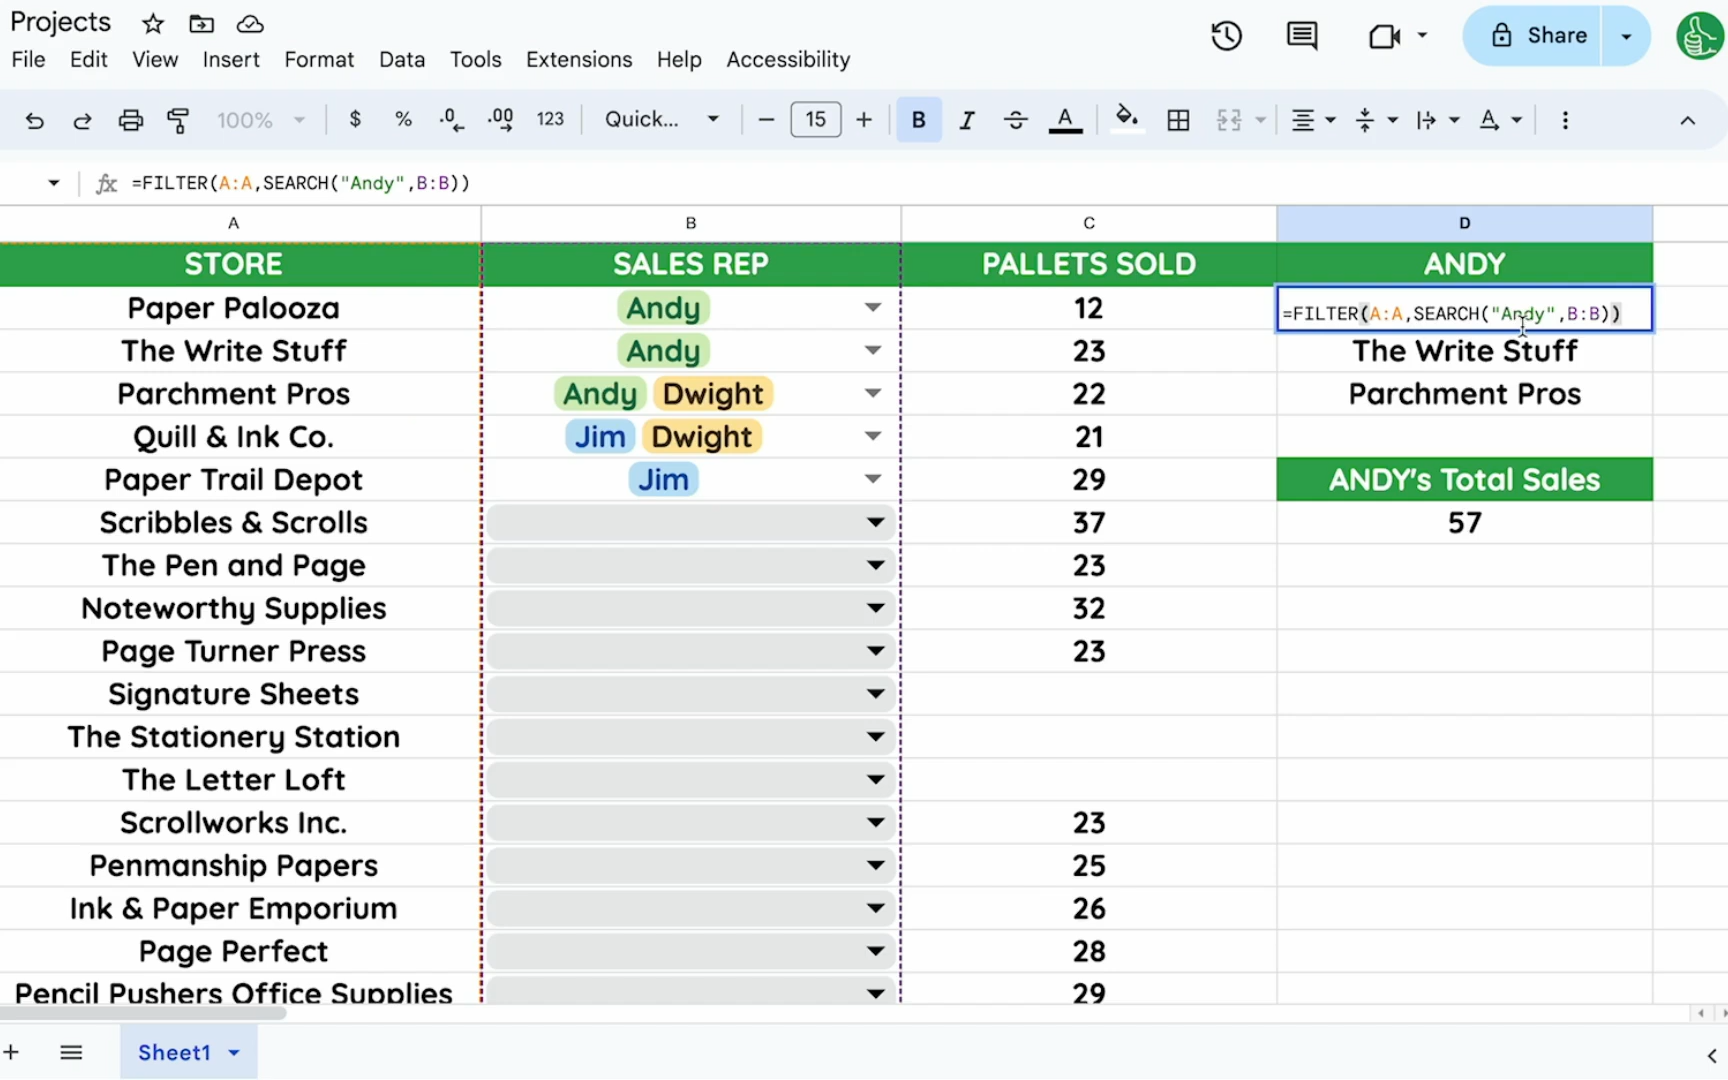 Projects
File Edit View Insert Format Data Tools Extensions Help Accessibility
Share
100% $ % .0 .00 123 Quick... − 15 + B I S A A
fx =FILTER(A:A,SEARCH("Andy",B:B))
A B C D
STORE SALES REP PALLETS SOLD ANDY
Paper Palooza Andy 12 =FILTER(A:A,SEARCH("Andy",B:B))
The Write Stuff Andy 23 The Write Stuff
Parchment Pros Andy Dwight 22 Parchment Pros
Quill & Ink Co. Jim Dwight 21
Paper Trail Depot Jim 29 ANDY's Total Sales
Scribbles & Scrolls 37 57
The Pen and Page 23
Noteworthy Supplies 32
Page Turner Press 23
Signature Sheets
The Stationery Station
The Letter Loft
Scrollworks Inc. 23
Penmanship Papers 25
Ink & Paper Emporium 26
Page Perfect 28
Pencil Pushers Office Supplies 29
Sheet1